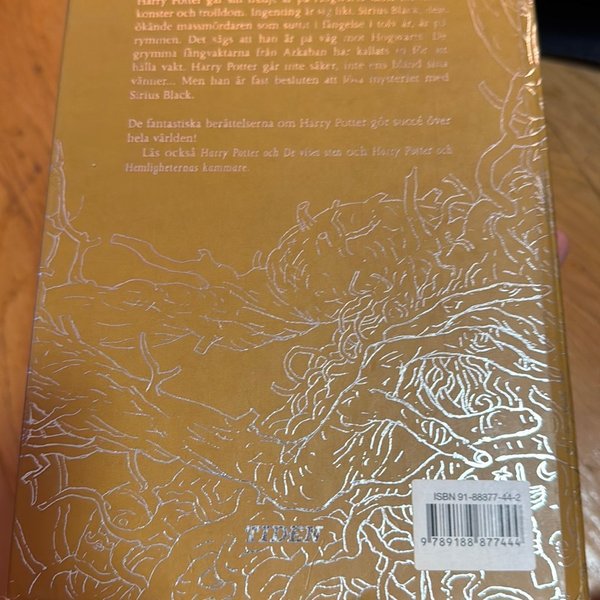 Harry Potter går sitt tredje år på Hogwarts
konster och trolldom. Ingenting är sig likt. Sirius Black, den
ökände massmördaren som suttit i fängelse i tolv år, är på
rymmen. Det sägs att han är på väg mot Hogwarts. De
grymma fångvaktarna från Azkaban har kallats in för att
hålla vakt. Harry Potter går inte säker, inte ens bland sina
vänner... Men han är fast besluten att lösa mysteriet med
Sirius Black.
De fantastiska berättelserna om Harry Potter gör succé över
hela världen!
Läs också Harry Potter och De vises sten och Harry Potter och
Hemligheternas kammare.
ISBN 91-88877-44-2
9 789188 877444
TIDEN